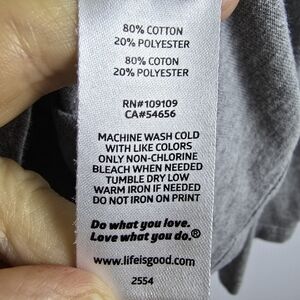 80% COTTON
20% POLYESTER
80% COTON
20% POLYESTER
RN#109109
CA#54656
MACHINE WASH COLD
WITH LIKE COLORS
ONLY NON-CHLORINE
BLEACH WHEN NEEDED
TUMBLE DRY LOW
WARM IRON IF NEEDED
DO NOT IRON ON PRINT
Do what you love.
Love what you do.®
www.lifeisgood.com
2554